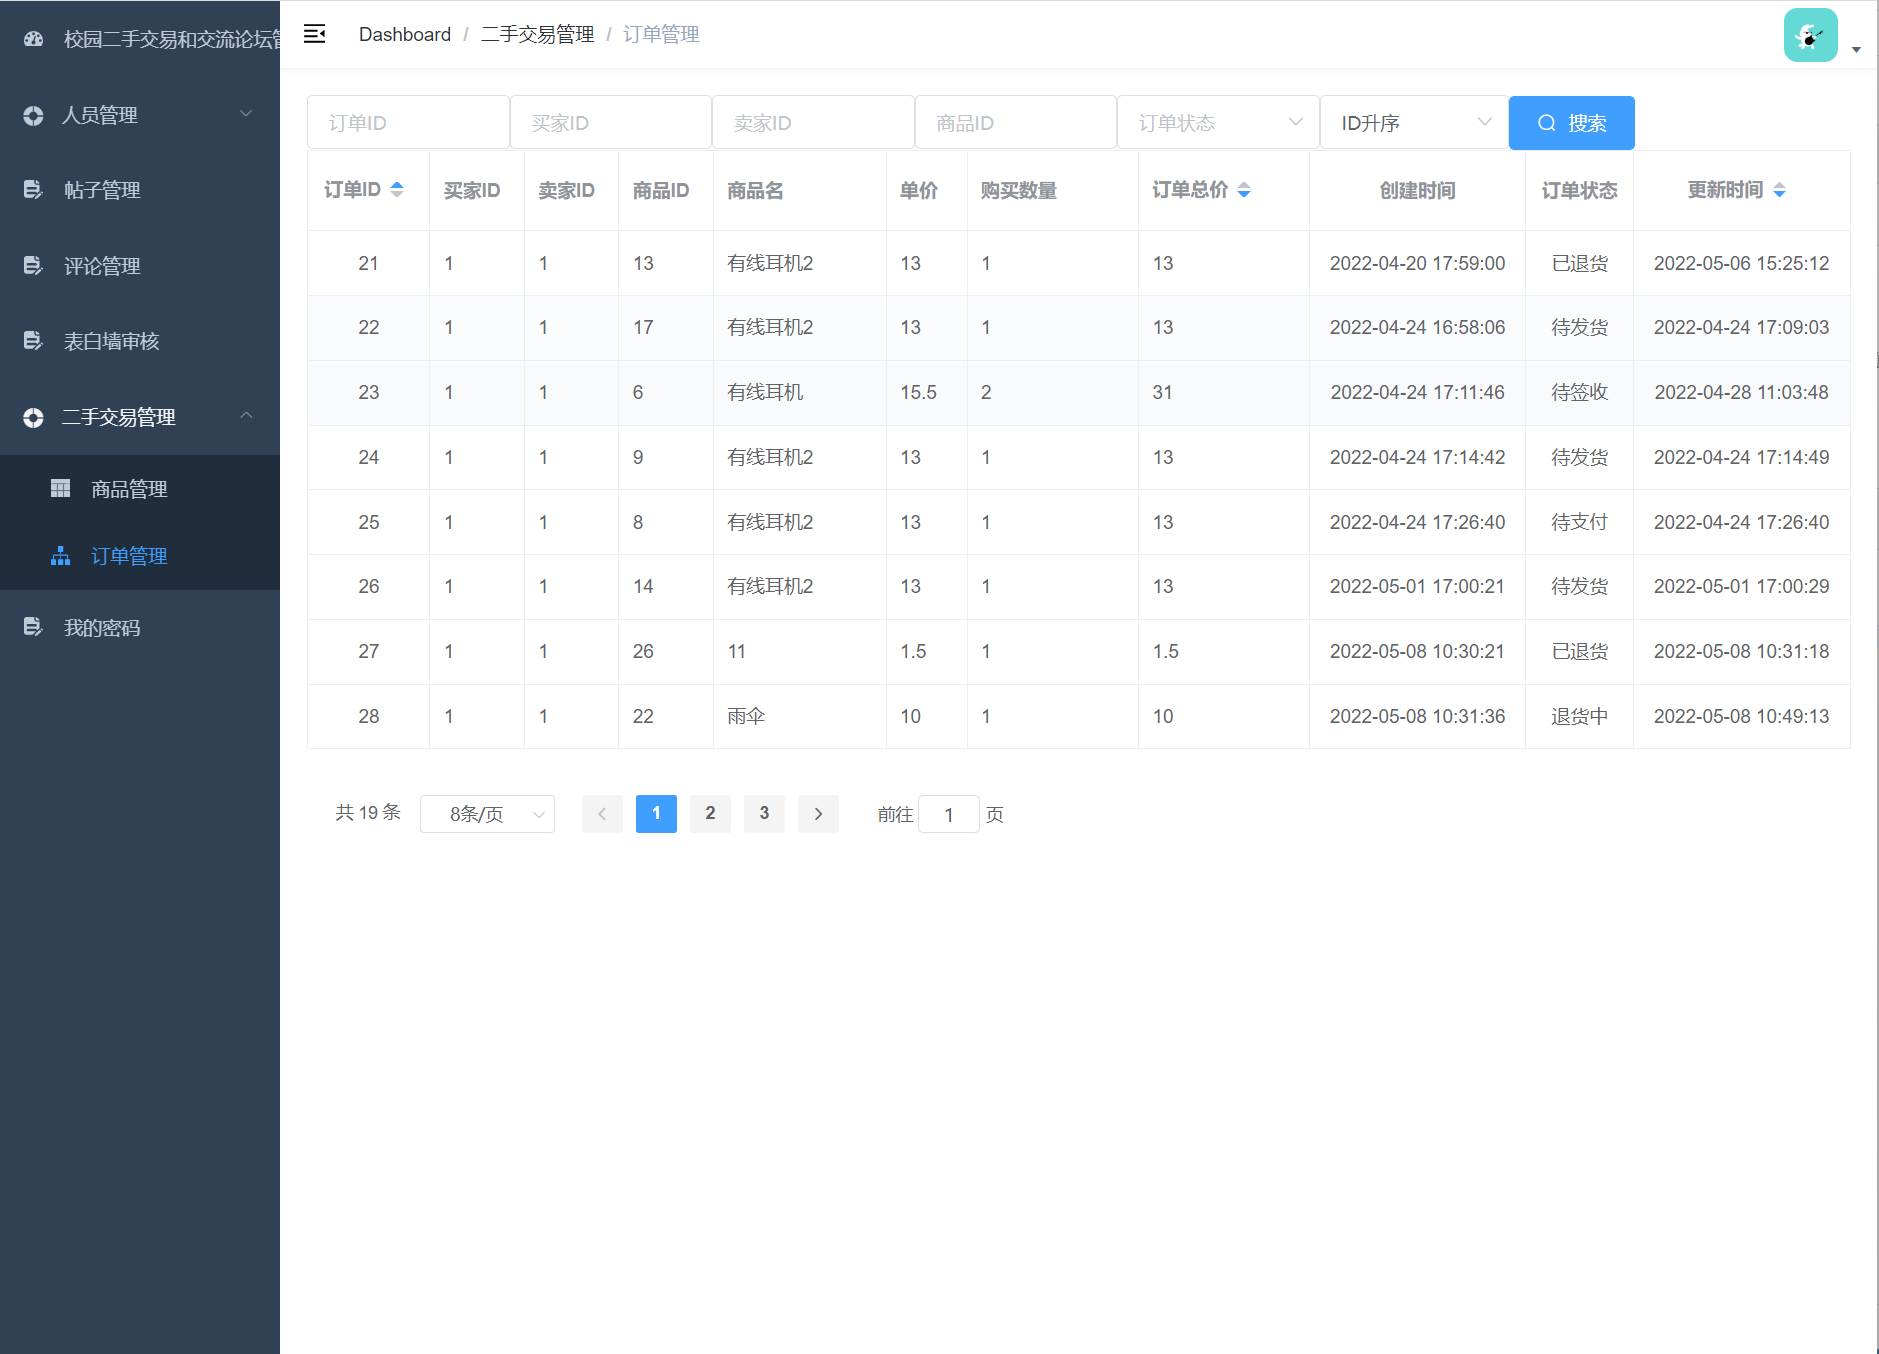 校园二手交易和交流论坛管
人员管理
帖子管理
评论管理
表白墙审核
二手交易管理
商品管理
订单管理
我的密码
Dashboard / 二手交易管理 / 订单管理
订单ID 买家ID 卖家ID 商品ID 订单状态 ID升序 搜索
订单ID 买家ID 卖家ID 商品ID 商品名 单价 购买数量 订单总价 创建时间 订单状态 更新时间
21 1 1 13 有线耳机2 13 1 13 2022-04-20 17:59:00 已退货 2022-05-06 15:25:12
22 1 1 17 有线耳机2 13 1 13 2022-04-24 16:58:06 待发货 2022-04-24 17:09:03
23 1 1 6 有线耳机 15.5 2 31 2022-04-24 17:11:46 待签收 2022-04-28 11:03:48
24 1 1 9 有线耳机2 13 1 13 2022-04-24 17:14:42 待发货 2022-04-24 17:14:49
25 1 1 8 有线耳机2 13 1 13 2022-04-24 17:26:40 待支付 2022-04-24 17:26:40
26 1 1 14 有线耳机2 13 1 13 2022-05-01 17:00:21 待发货 2022-05-01 17:00:29
27 1 1 26 11 1.5 1 1.5 2022-05-08 10:30:21 已退货 2022-05-08 10:31:18
28 1 1 22 雨伞 10 1 10 2022-05-08 10:31:36 退货中 2022-05-08 10:49:13
共 19 条 8条/页 1 2 3 前往 1 页